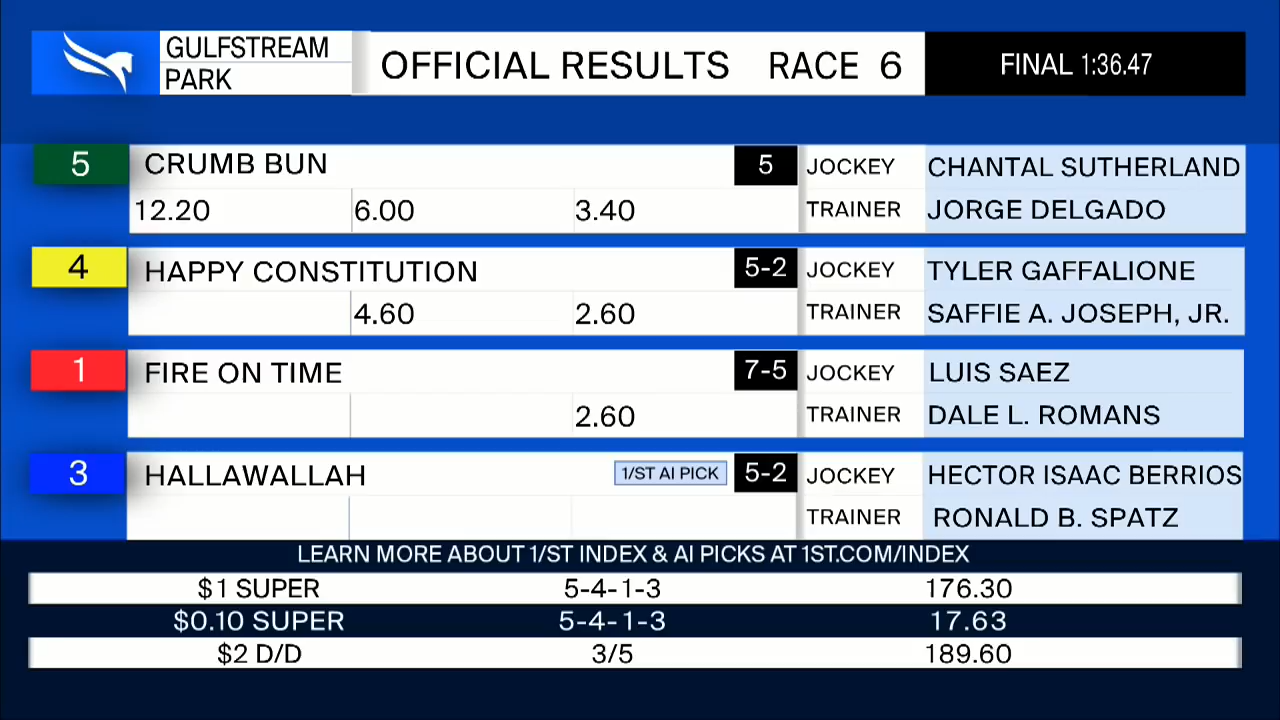 GULFSTREAM PARK OFFICIAL RESULTS RACE 6 FINAL 1:36.47
5 CRUMB BUN 5 JOCKEY CHANTAL SUTHERLAND
12.20 6.00 3.40 TRAINER JORGE DELGADO
4 HAPPY CONSTITUTION 5-2 JOCKEY TYLER GAFFALIONE
4.60 2.60 TRAINER SAFFIE A. JOSEPH, JR.
1 FIRE ON TIME 7-5 JOCKEY LUIS SAEZ
2.60 TRAINER DALE L. ROMANS
3 HALLAWALLAH 1/ST AI PICK 5-2 JOCKEY HECTOR ISAAC BERRIOS
TRAINER RONALD B. SPATZ
LEARN MORE ABOUT 1/ST INDEX & AI PICKS AT 1ST.COM/INDEX
$1 SUPER 5-4-1-3 176.30
$0.10 SUPER 5-4-1-3 17.63
$2 D/D 3/5 189.60